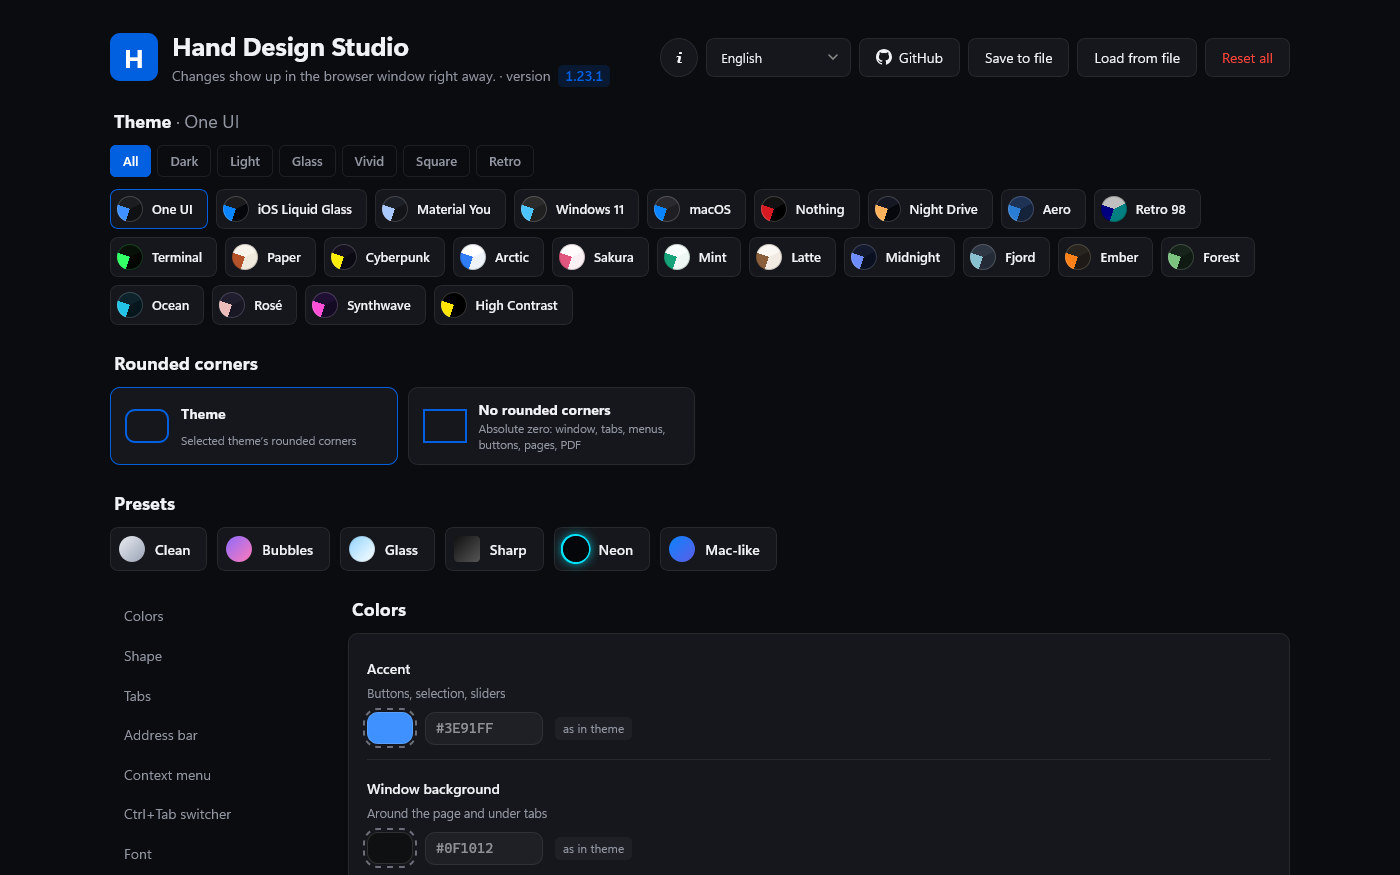 H
Hand Design Studio
Changes show up in the browser window right away. · version 1.23.1
i
English
GitHub
Save to file
Load from file
Reset all
Theme · One UI
All
Dark
Light
Glass
Vivid
Square
Retro
One UI
iOS Liquid Glass
Material You
Windows 11
macOS
Nothing
Night Drive
Aero
Retro 98
Terminal
Paper
Cyberpunk
Arctic
Sakura
Mint
Latte
Midnight
Fjord
Ember
Forest
Ocean
Rosé
Synthwave
High Contrast
Rounded corners
Theme
Selected theme's rounded corners
No rounded corners
Absolute zero: window, tabs, menus,
buttons, pages, PDF
Presets
Clean
Bubbles
Glass
Sharp
Neon
Mac-like
Colors
Shape
Tabs
Address bar
Context menu
Ctrl+Tab switcher
Font
Colors
Accent
Buttons, selection, sliders
#3E91FF
as in theme
Window background
Around the page and under tabs
#0F1012
as in theme